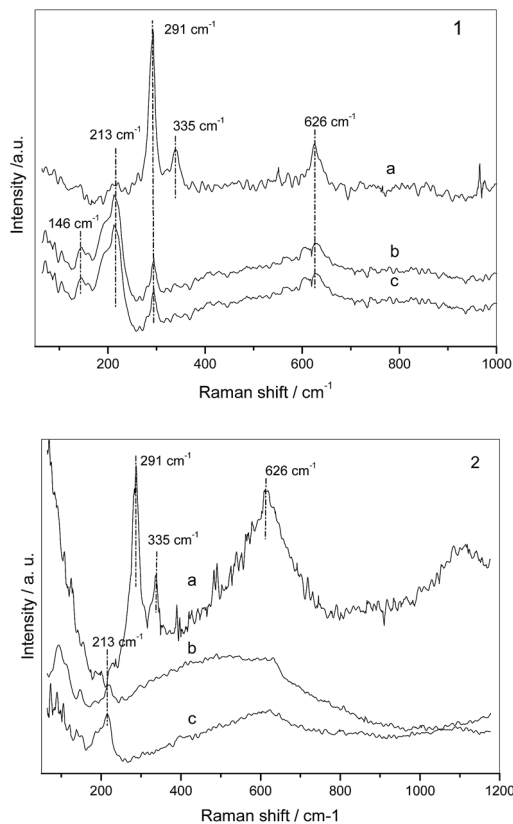 291 cm-1
1
213 cm-1
335 cm-1
626 cm-1
a
146 cm-1
b
c
Intensity /a.u.
200 400 600 800 1000
Raman shift / cm-1
291 cm-1
626 cm-1
2
335 cm-1
a
213 cm-1
b
c
Intensity / a. u.
200 400 600 800 1000 1200
Raman shift / cm-1